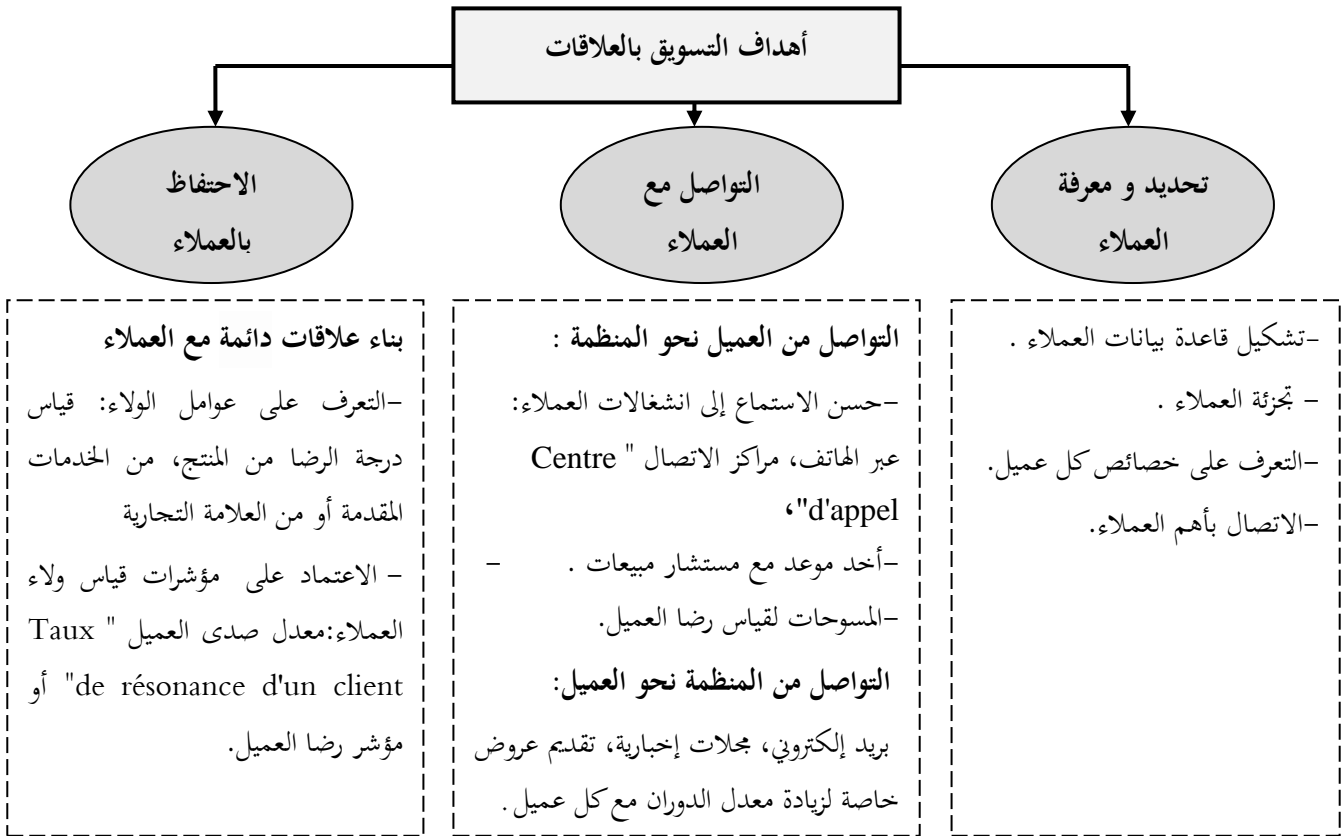 أهداف التسويق بالعلاقات
تحديد و معرفة
العملاء
التواصل مع
العملاء
الاحتفاظ
بالعملاء
-تشكيل قاعدة بيانات العملاء .
- تجزئة العملاء .
-التعرف على خصائص كل عميل.
-الاتصال بأهم العملاء.
التواصل من العميل نحو المنظمة :
-حسن الاستماع إلى انشغالات العملاء:
عبر الهاتف، مراكز الاتصال " Centre
d'appel"،
-أخد موعد مع مستشار مبيعات . -
-المسوحات لقياس رضا العميل.
التواصل من المنظمة نحو العميل:
بريد إلكتروني، مجلات إخبارية، تقديم عروض
خاصة لزيادة معدل الدوران مع كل عميل.
بناء علاقات دائمة مع العملاء
-التعرف على عوامل الولاء: قياس
درجة الرضا من المنتج، من الخدمات
المقدمة أو من العلامة التجارية
- الاعتماد على مؤشرات قياس ولاء
العملاء:معدل صدى العميل " Taux
de résonance d'un client" أو
مؤشر رضا العميل.